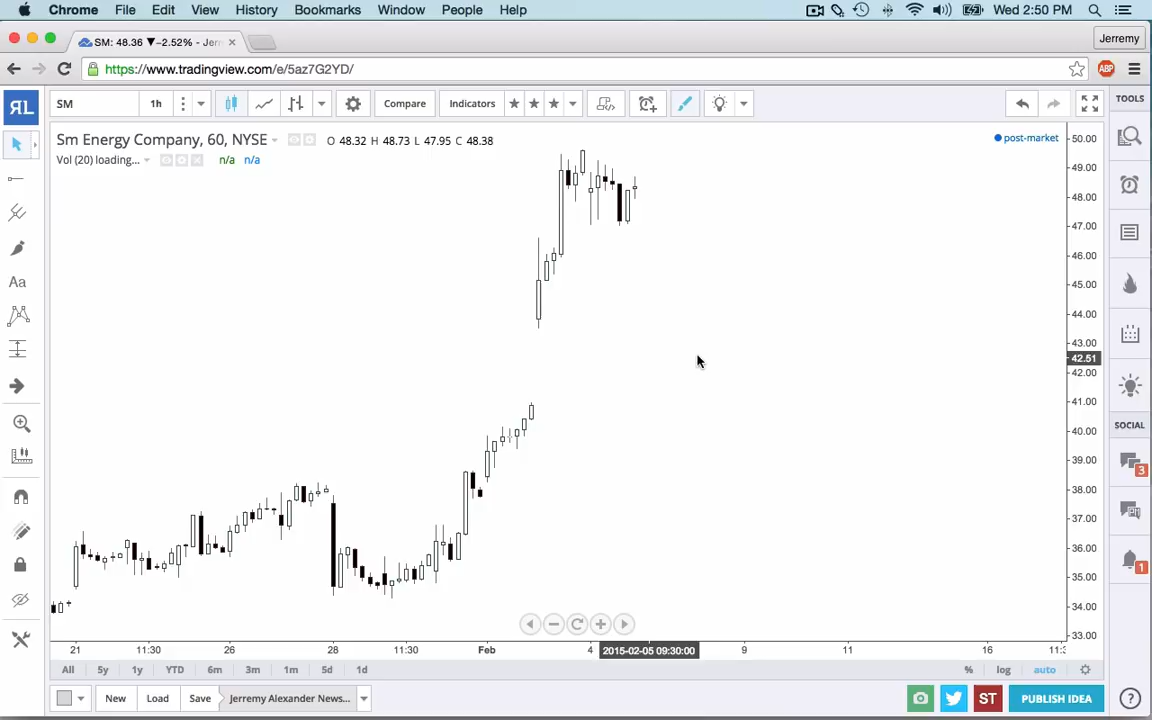 Chrome File Edit View History Bookmarks Window People Help Wed 2:50 PM
SM: 48.36 ▼−2.52% - Jerr
Jerremy
https://www.tradingview.com/e/5az7G2YD/
ABP
SM 1h Compare Indicators
TOOLS
Sm Energy Company, 60, NYSE O 48.32 H 48.73 L 47.95 C 48.38
post-market
Vol (20) loading... n/a n/a
50.00
49.00
48.00
47.00
46.00
45.00
44.00
43.00
42.51
42.00
41.00
40.00
39.00
38.00
37.00
36.00
35.00
34.00
33.00
Aa
SOCIAL
3
1
21 11:30 26 28 11:30 Feb 4 2015-02-05 09:30:00 9 11 16 11:3
All 5y 1y YTD 6m 3m 1m 5d 1d % log auto
New Load Save Jerremy Alexander News... ST PUBLISH IDEA ?